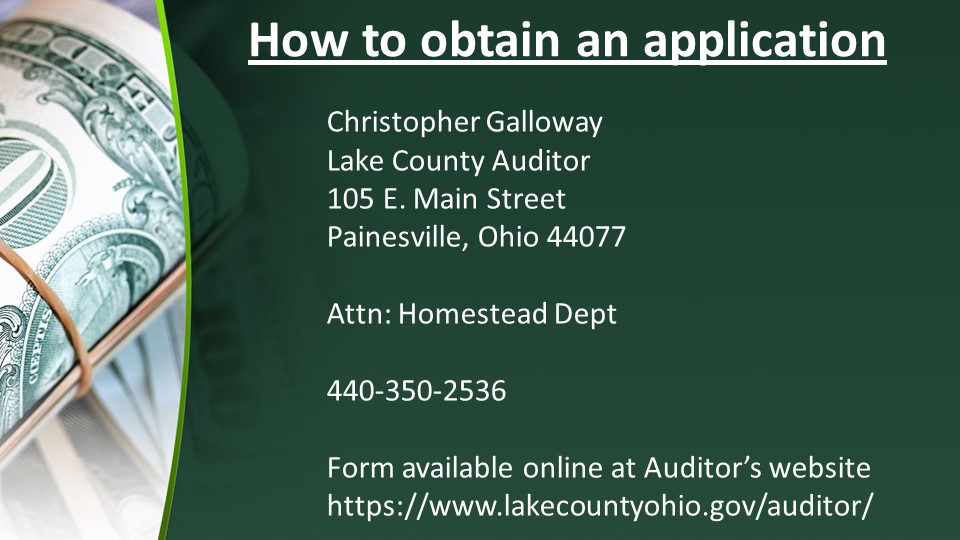 How to obtain an application
Christopher Galloway
Lake County Auditor
105 E. Main Street
Painesville, Ohio 44077
Attn: Homestead Dept
440-350-2536
Form available online at Auditor’s website
https://www.lakecountyohio.gov/auditor/